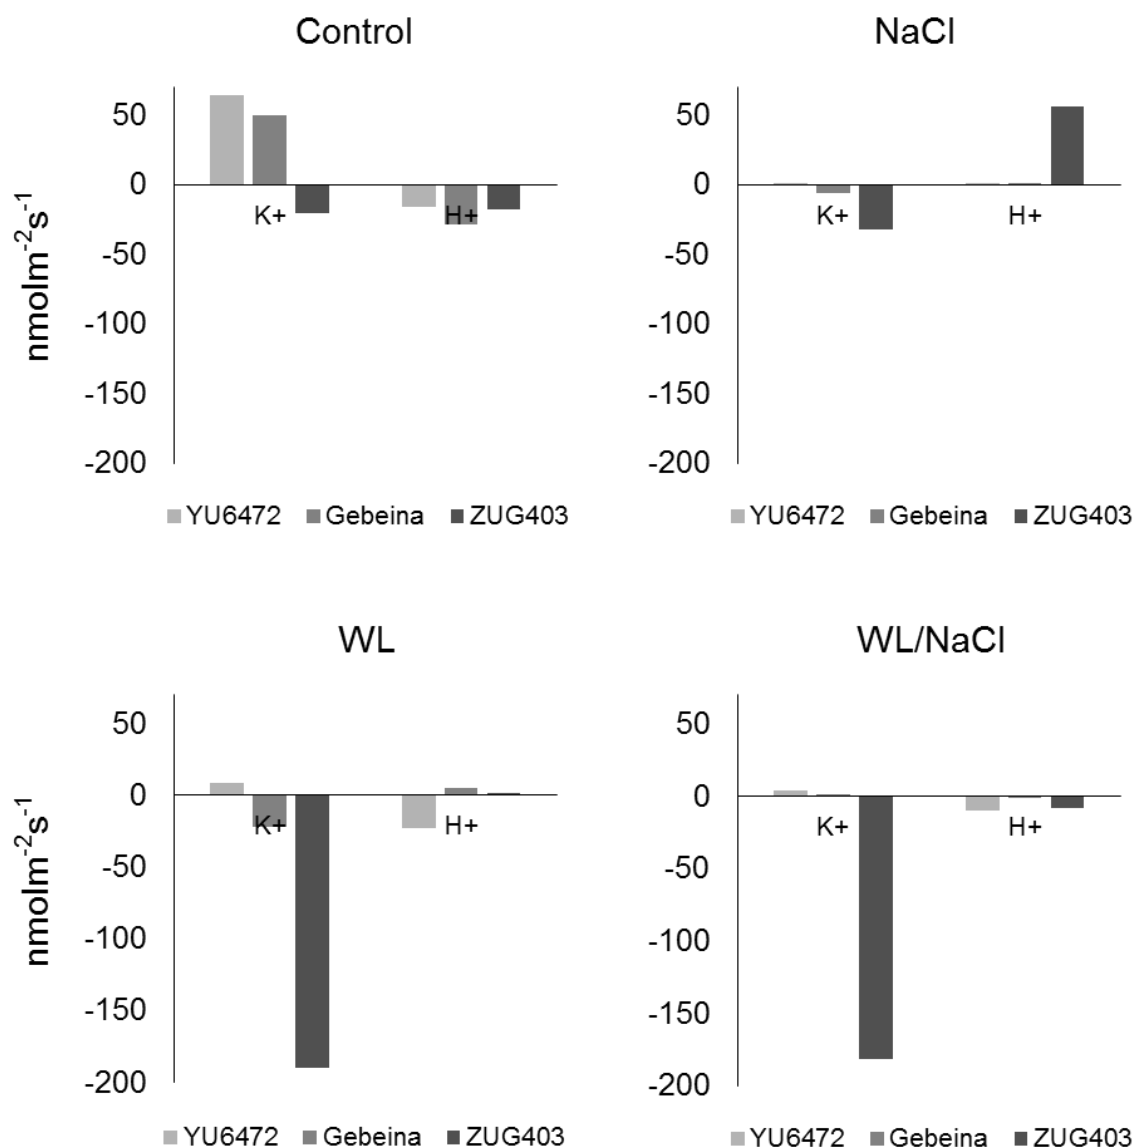 Control
nmolm-2s-1
50
0
-50
-100
-150
-200
K+
H+
YU6472 Gebeina ZUG403
NaCl
50
0
-50
-100
-150
-200
K+
H+
YU6472 Gebeina ZUG403
WL
nmolm-2s-1
50
0
-50
-100
-150
-200
K+
H+
YU6472 Gebeina ZUG403
WL/NaCl
50
0
-50
-100
-150
-200
K+
H+
YU6472 Gebeina ZUG403